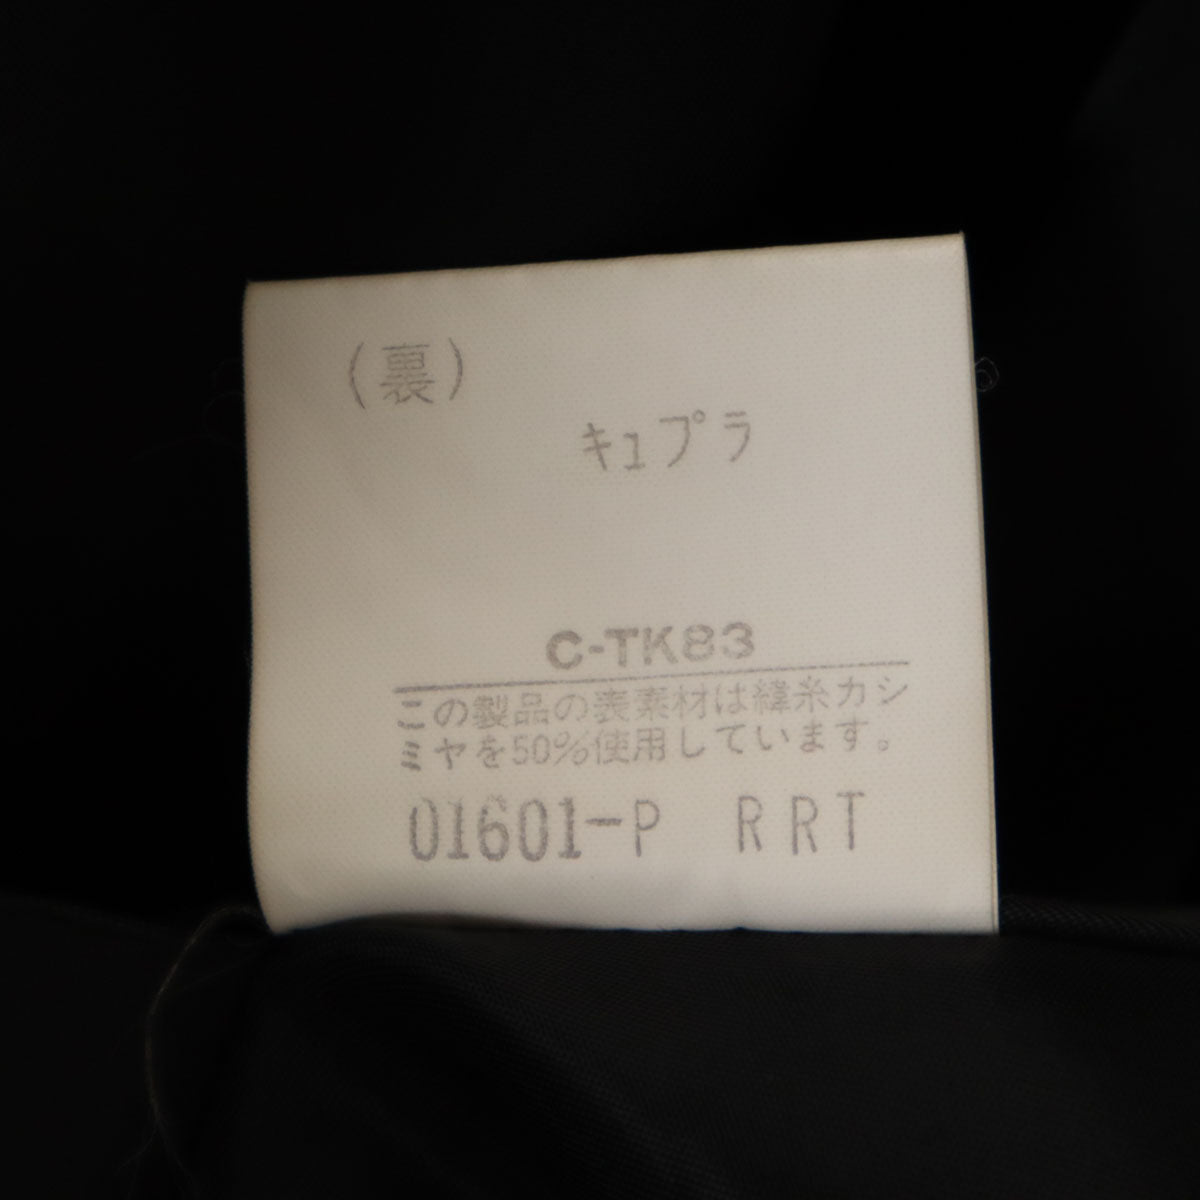 (裏)
キュプラ
C-TK83
この製品の表素材は緯糸カシ
ミヤを50%使用しています。
01601-P RRT